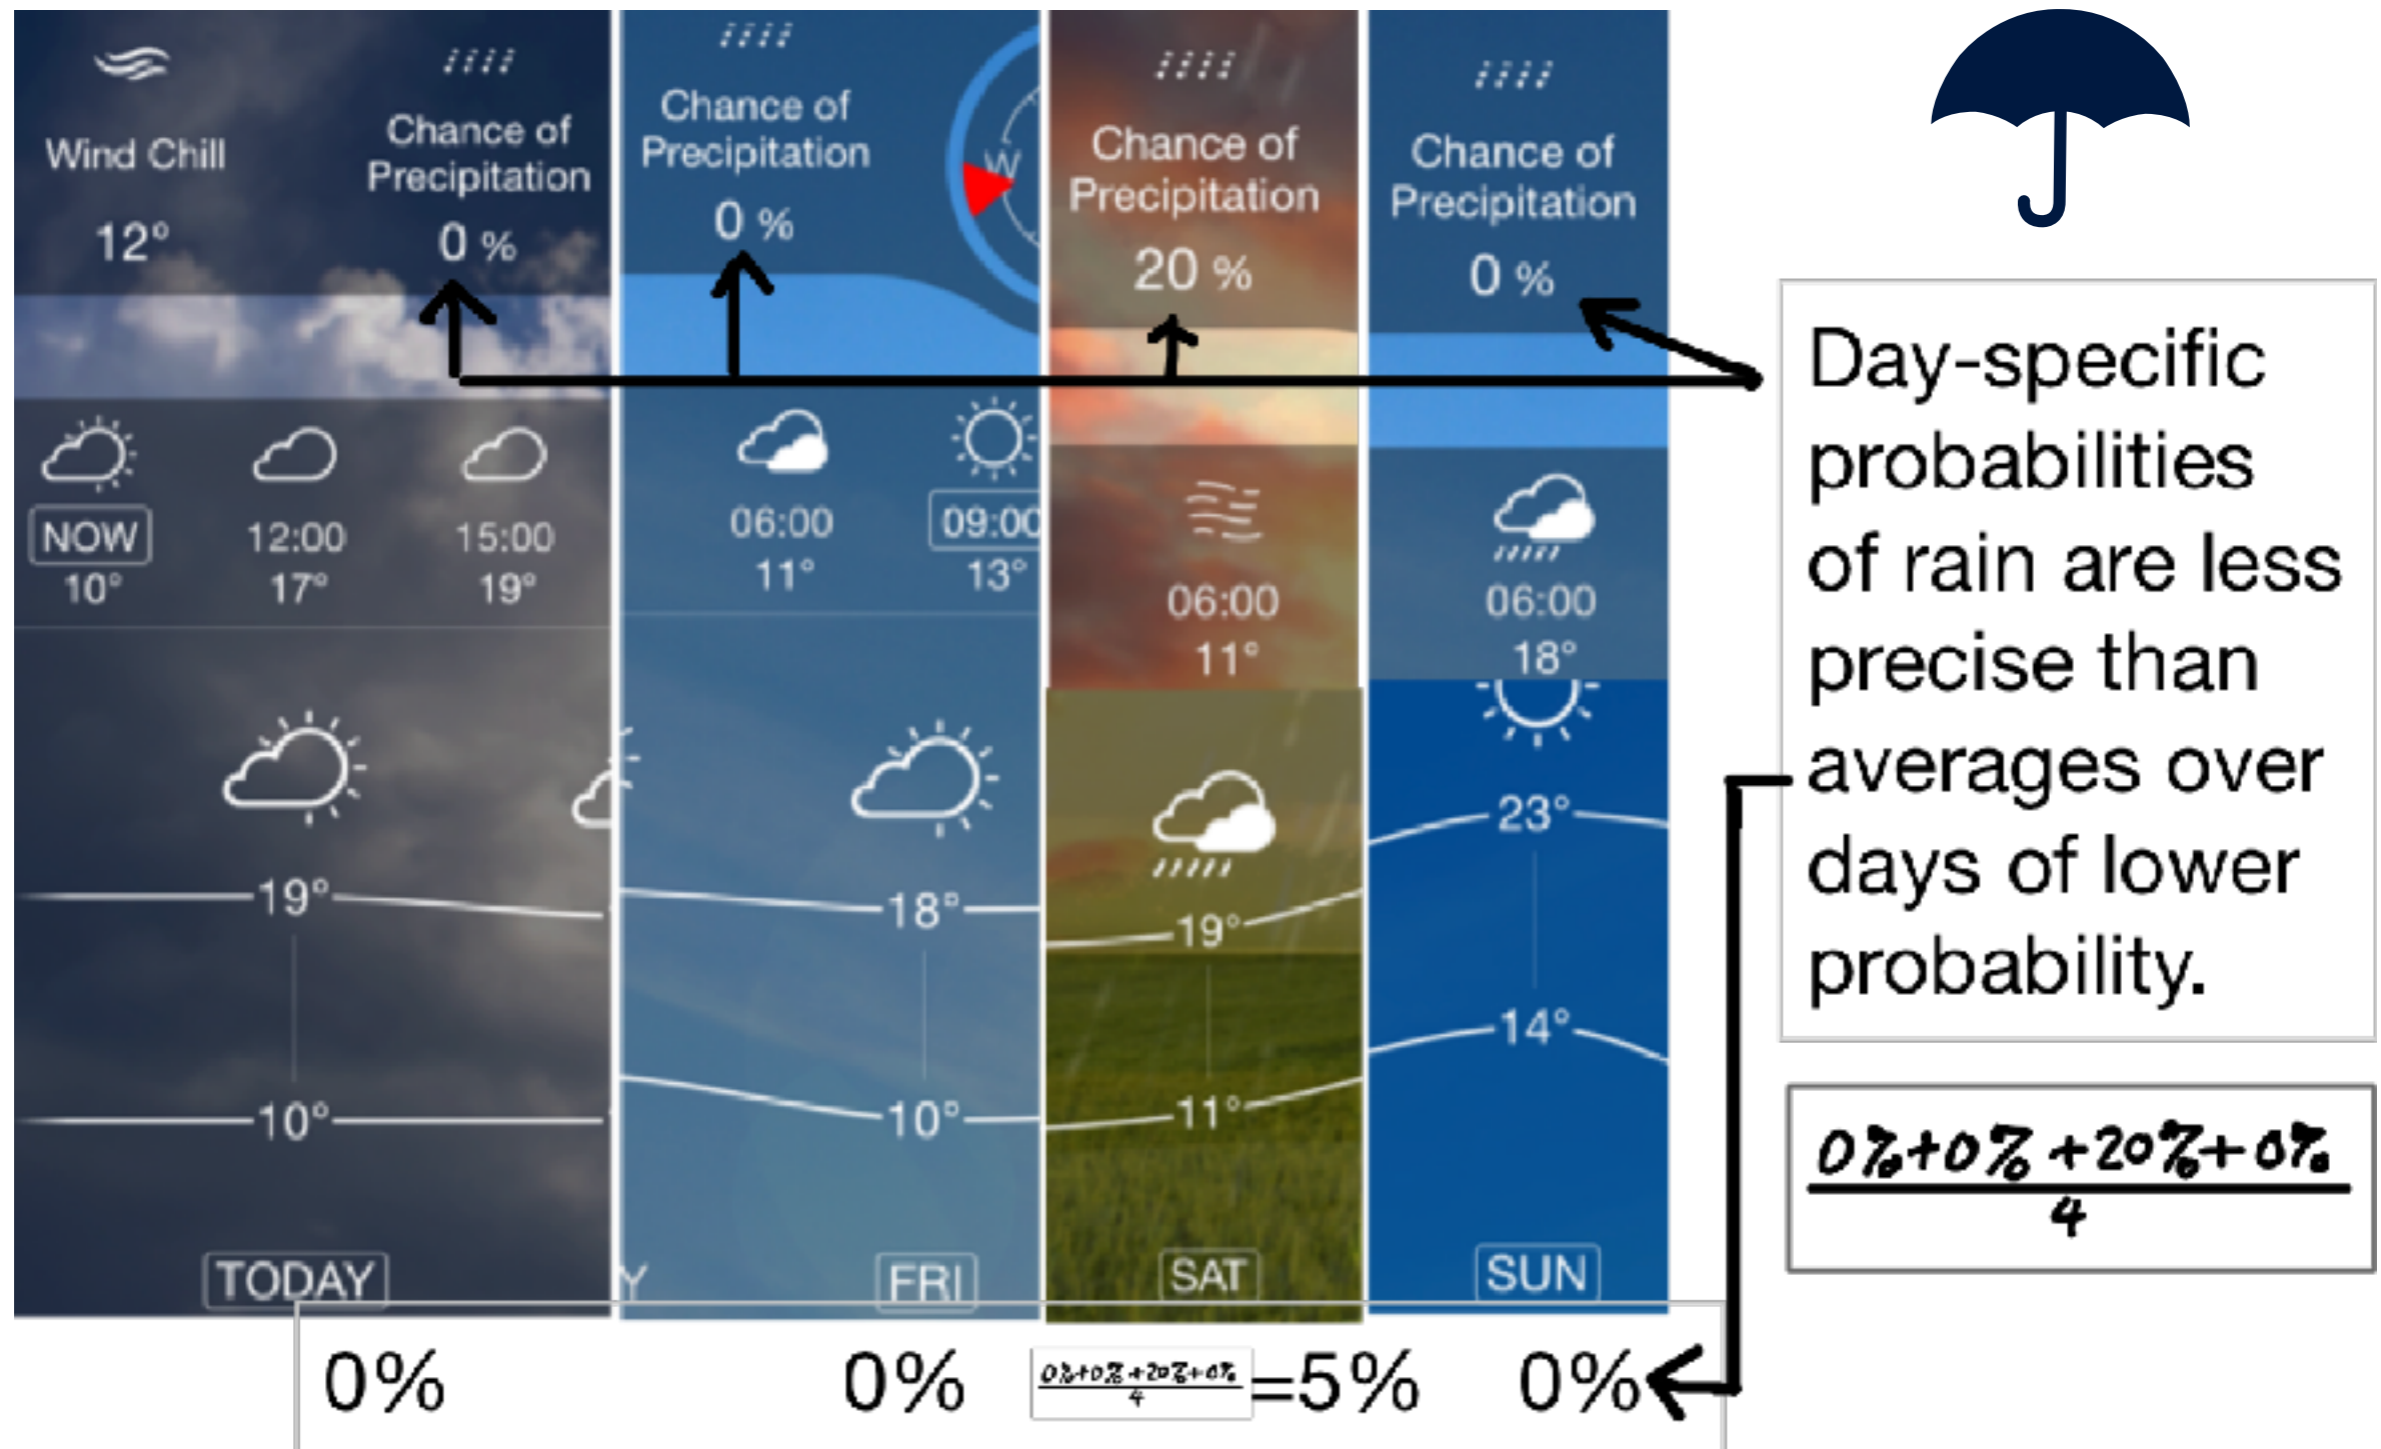 Wind Chill
12°
Chance of
Precipitation
0 %
NOW
12:00
15:00
10°
17°
19°
19°
10°
TODAY
Chance of
Precipitation
0 %
W
06:00
09:00
11°
13°
18°
10°
Y
FRI
Chance of
Precipitation
20 %
06:00
11°
19°
11°
SAT
Chance of
Precipitation
0 %
06:00
18°
23°
14°
SUN
Day-specific
probabilities
of rain are less
precise than
averages over
days of lower
probability.
0%+0%+20%+0%
4
0%
0%
0%+0%+20%+0%
4
=5%
0%